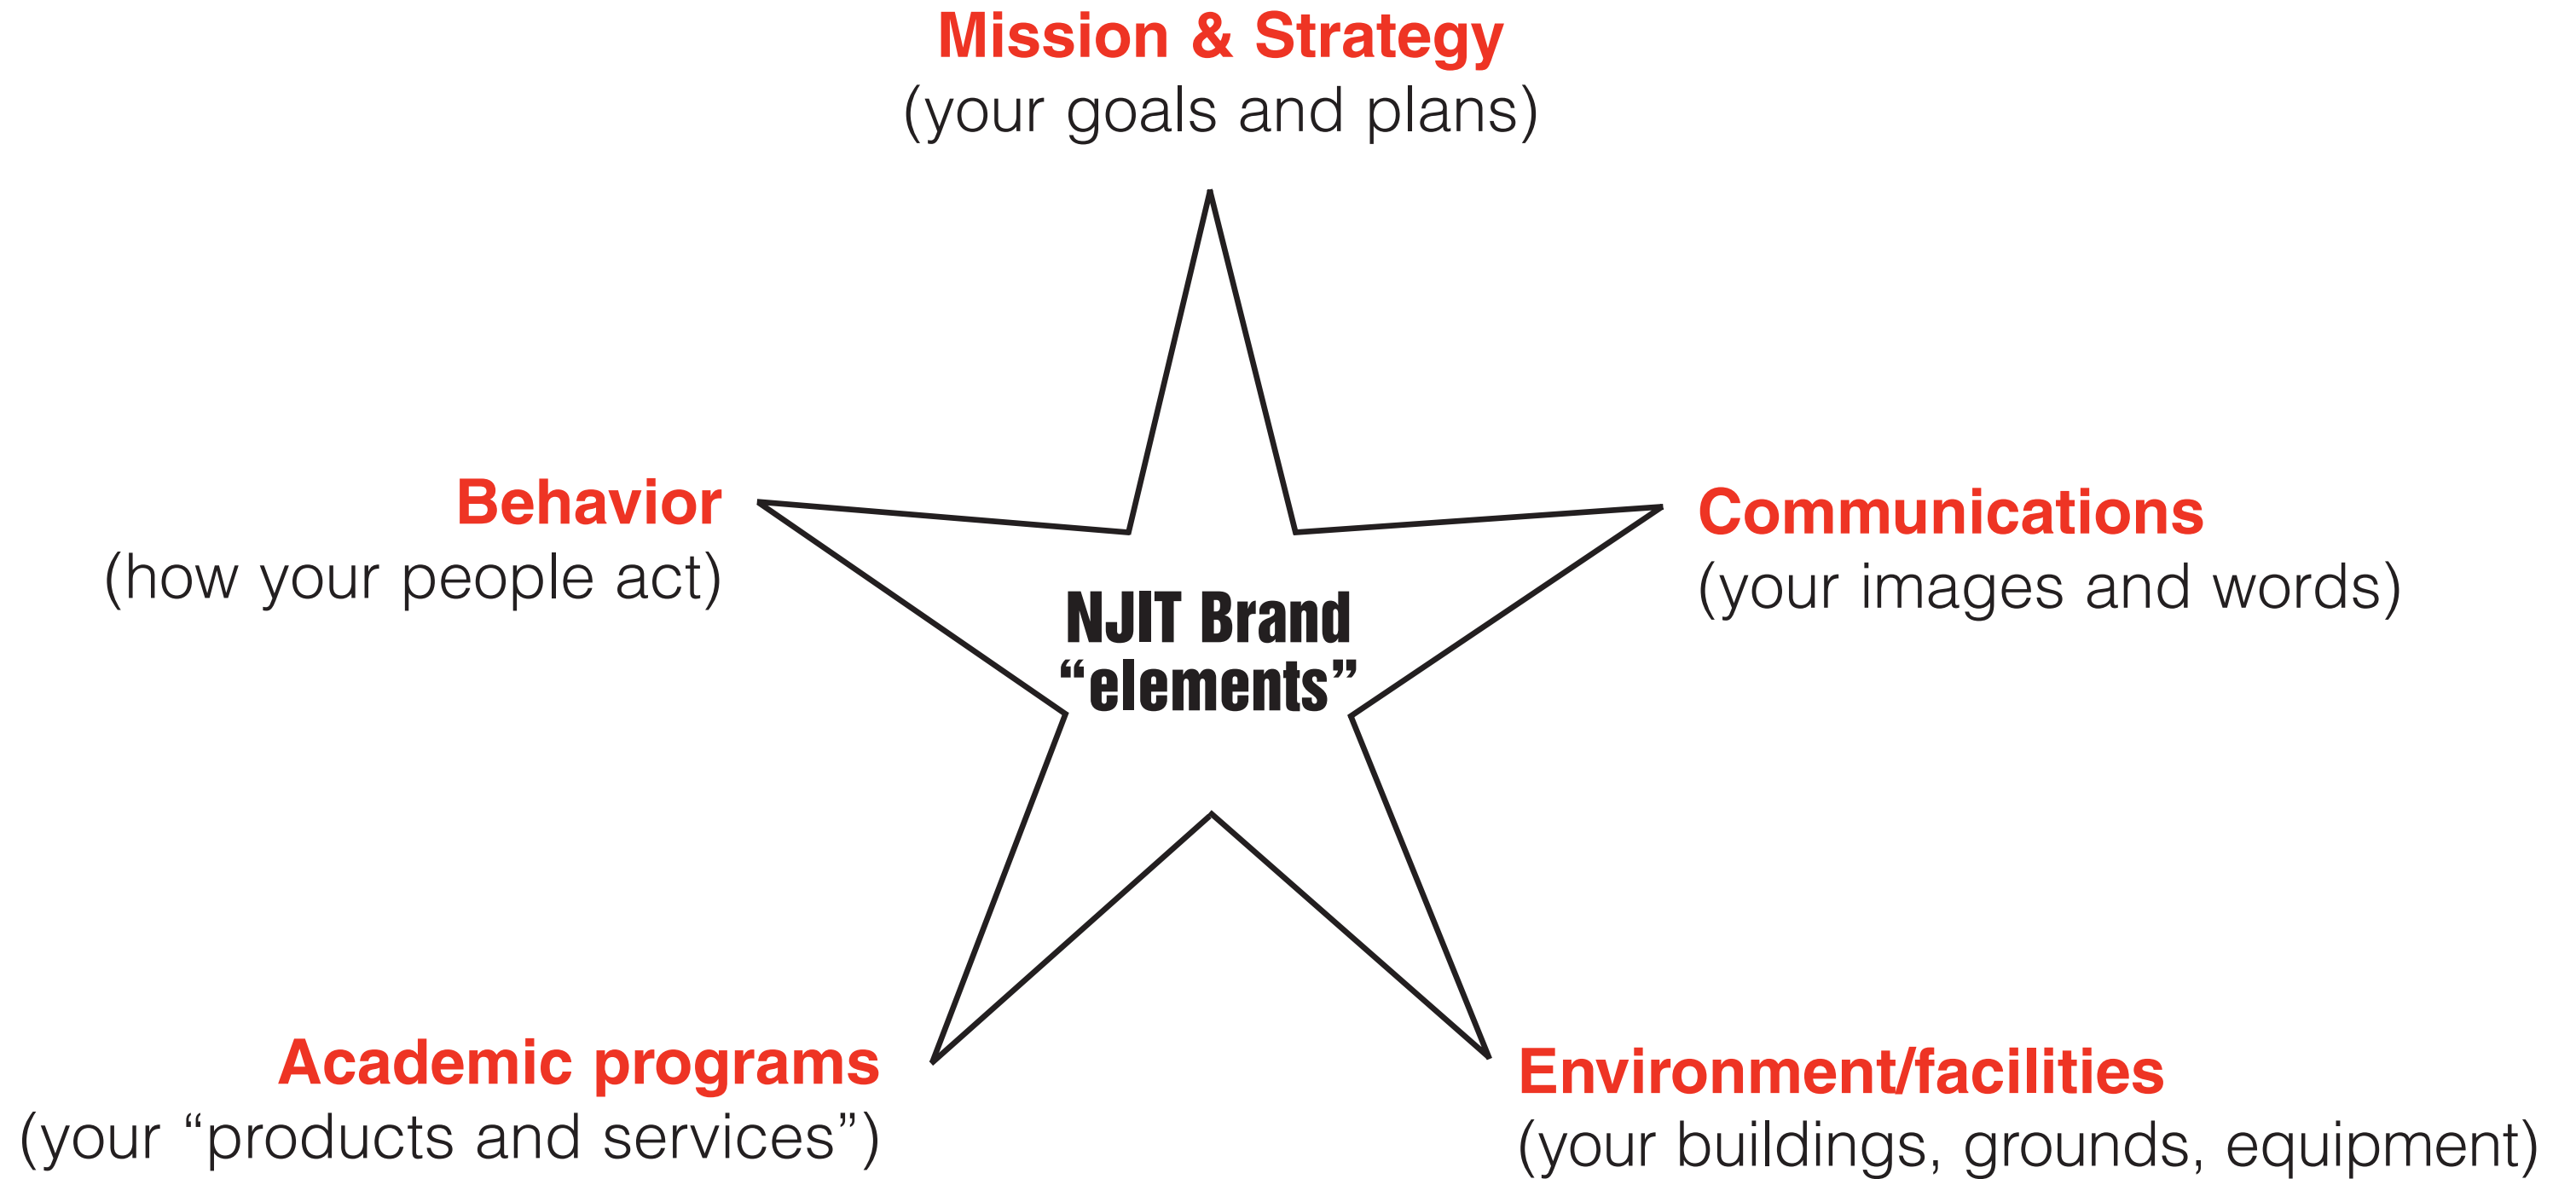 Mission & Strategy
(your goals and plans)
Behavior
(how your people act)
Communications
(your images and words)
NJIT Brand
“elements”
Academic programs
(your “products and services”)
Environment/facilities
(your buildings, grounds, equipment)